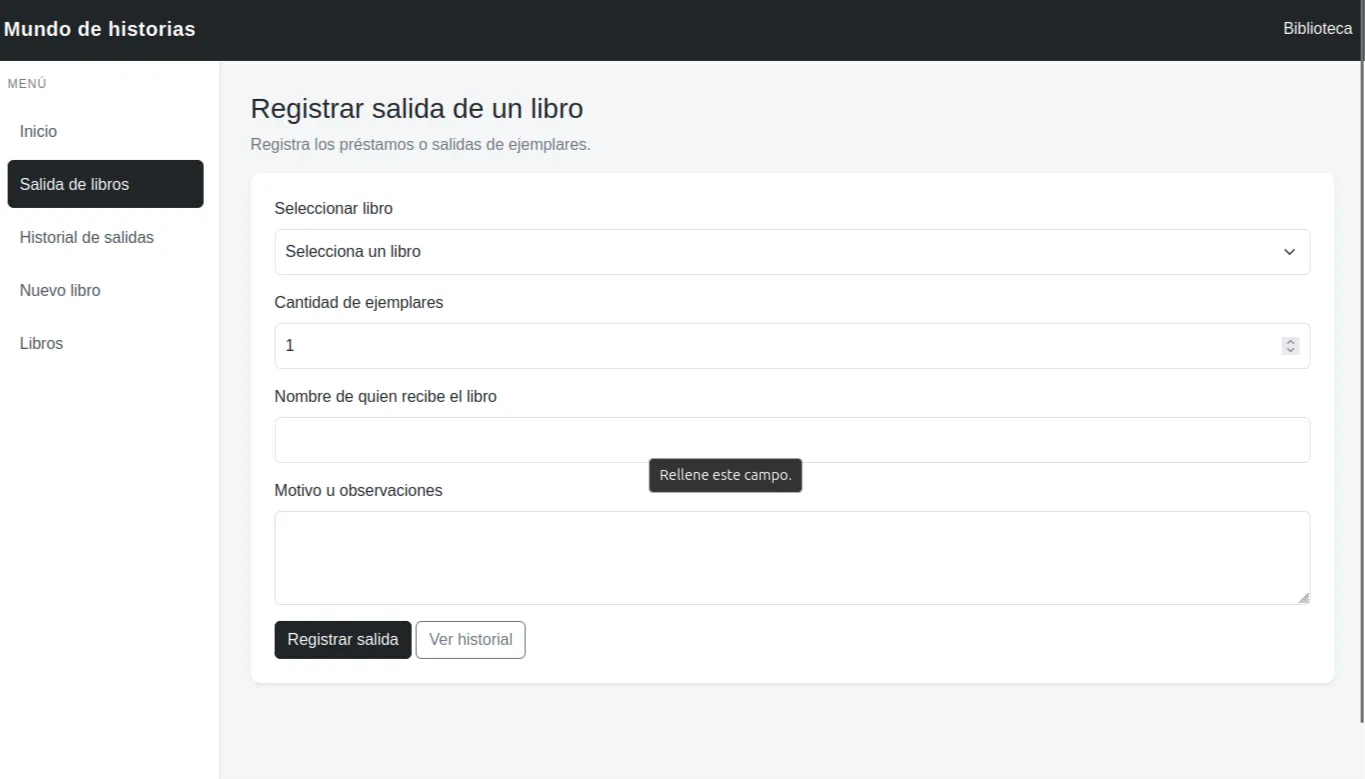 Mundo de historias
Biblioteca
MENÚ
Inicio
Salida de libros
Historial de salidas
Nuevo libro
Libros
Registrar salida de un libro
Registra los préstamos o salidas de ejemplares.
Seleccionar libro
Selecciona un libro
Cantidad de ejemplares
1
Nombre de quien recibe el libro
Rellene este campo.
Motivo u observaciones
Registrar salida
Ver historial